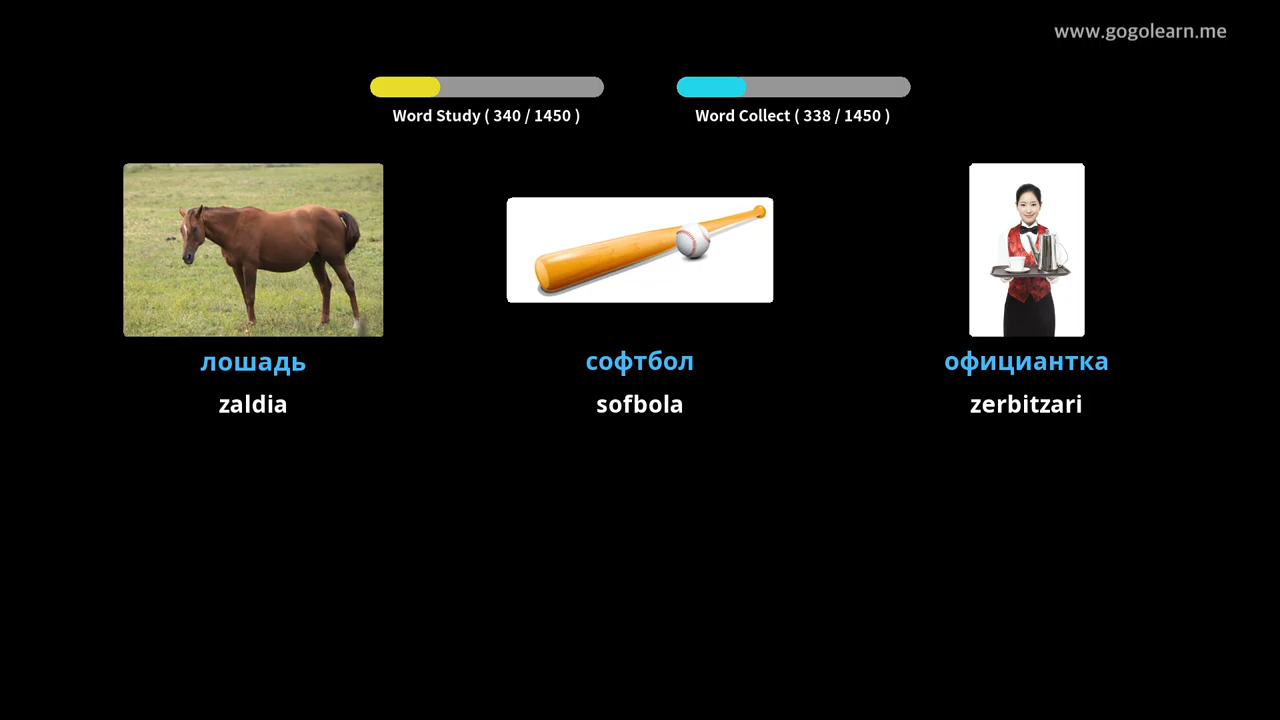 www.gogolearn.me
Word Study ( 340 / 1450 )
Word Collect ( 338 / 1450 )
лошадь
софтбол
официантка
zaldia
sofbola
zerbitzari